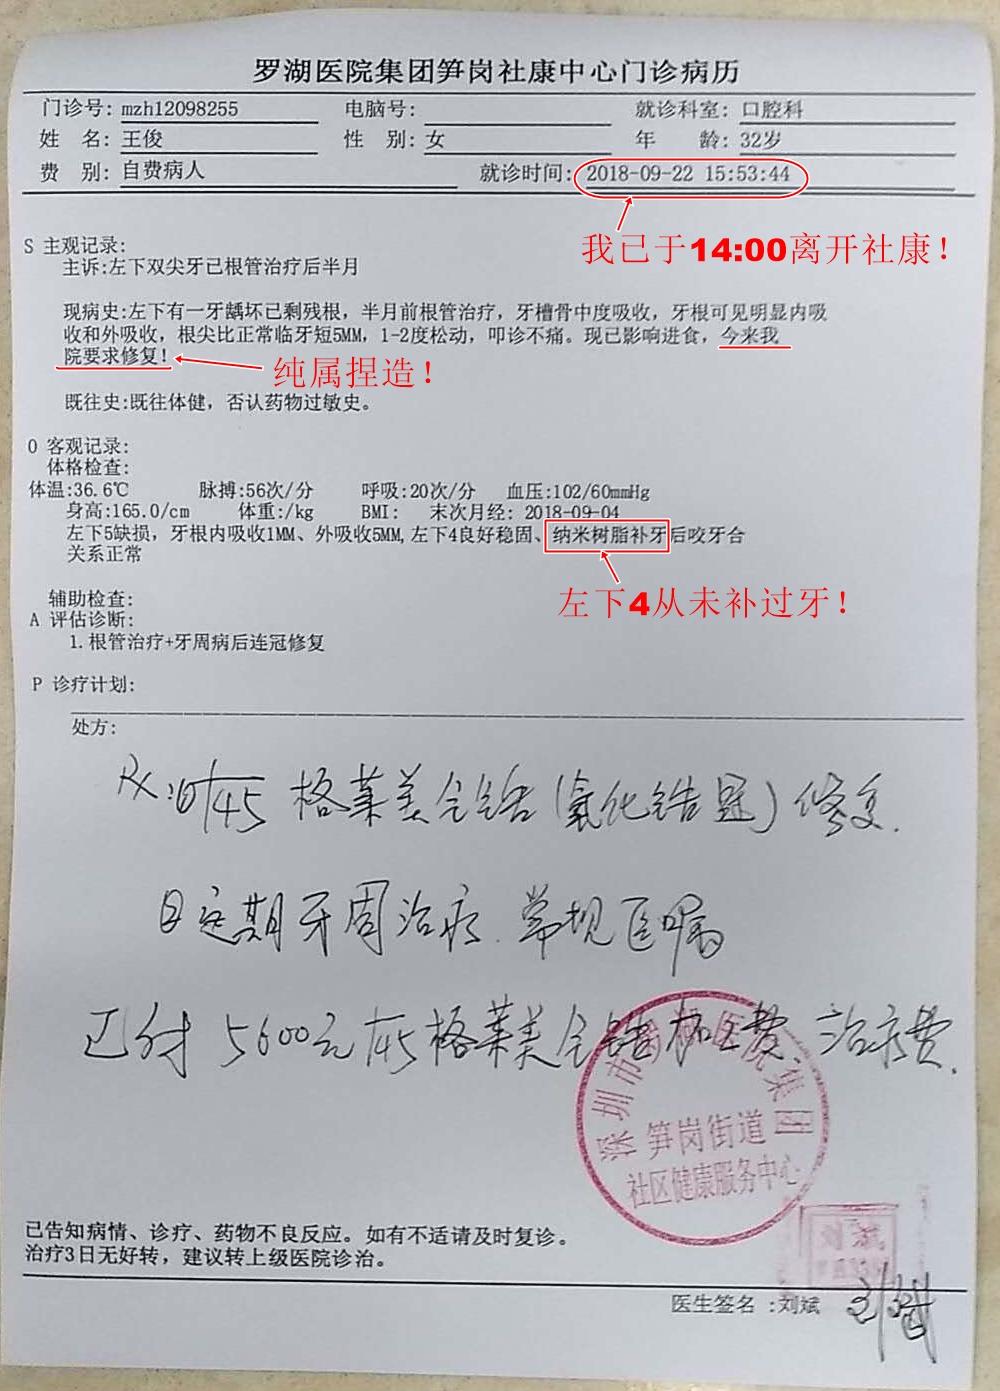 罗湖医院集团笋岗社康中心门诊病历
门诊号: mzh12098255 电脑号: 就诊科室: 口腔科
姓 名: 王俊 性 别: 女 年 龄: 32岁
费 别: 自费病人 就诊时间: 2018-09-22 15:53:44
我已于14:00离开社康！
S 主观记录:
主诉:左下双尖牙已根管治疗后半月
现病史:左下有一牙龋坏已剩残根，半月前根管治疗，牙槽骨中度吸收，牙根可见明显内吸
收和外吸收，根尖比正常临牙短5MM，1-2度松动，叩诊不痛。现已影响进食，今来我
院要求修复!
纯属捏造！
既往史:既往体健，否认药物过敏史。
O 客观记录:
体格检查:
体温:36.6℃ 脉搏:56次/分 呼吸:20次/分 血压:102/60mmHg
身高:165.0/cm 体重:/kg BMI: 末次月经: 2018-09-04
左下5缺损，牙根内吸收1MM、外吸收5MM,左下4良好稳固、纳米树脂补牙后咬牙合
关系正常
左下4从未补过牙！
辅助检查:
A 评估诊断:
1.根管治疗+牙周病后连冠修复
P 诊疗计划:
处方:
Rx: 45 格莱美全锆(氧化锆冠)修复.
定期牙周治疗.常规医嘱
已付5600元 45格莱美全锆 费.治疗费.
深圳市罗湖医院集团
笋岗街道
社区健康服务中心
已告知病情、诊疗、药物不良反应。如有不适请及时复诊。
治疗3日无好转，建议转上级医院诊治。
刘斌
医生签名 :刘斌 刘斌